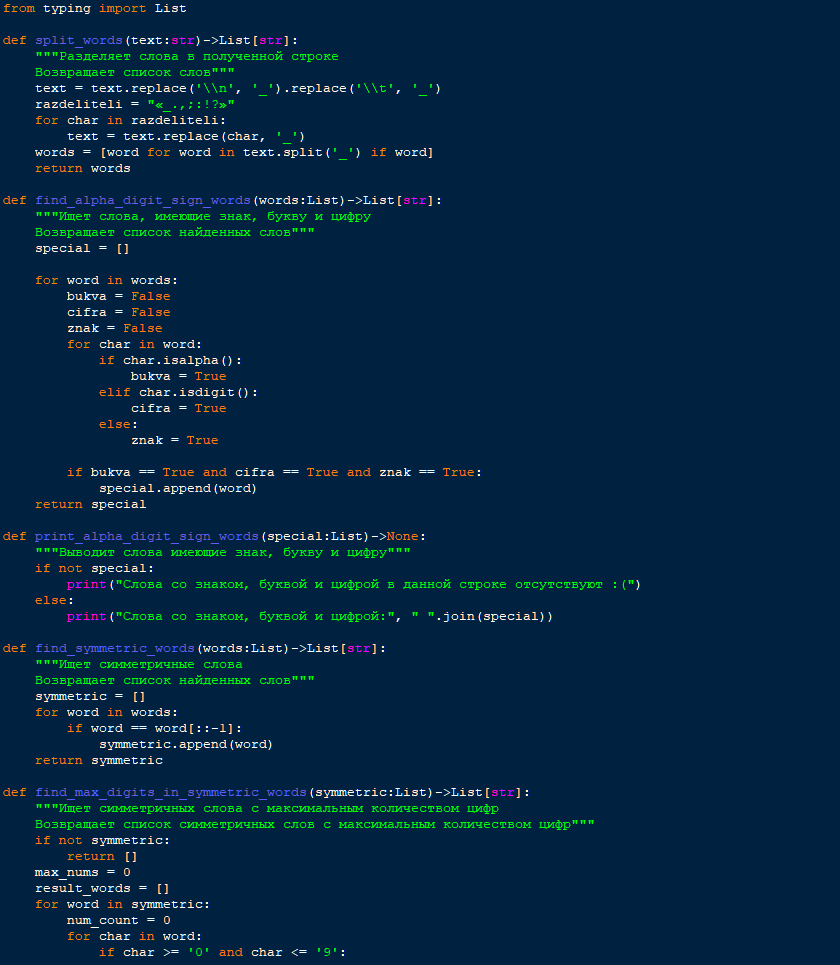 from typing import List

def split_words(text:str)->List[str]:
    """Разделяет слова в полученной строке
    Возвращает список слов"""
    text = text.replace('\\n', '_').replace('\\t', '_')
    razdeliteli = "«_.,;:!?»"
    for char in razdeliteli:
        text = text.replace(char, '_')
    words = [word for word in text.split('_') if word]
    return words

def find_alpha_digit_sign_words(words:List)->List[str]:
    """Ищет слова, имеющие знак, букву и цифру
    Возвращает список найденных слов"""
    special = []

    for word in words:
        bukva = False
        cifra = False
        znak = False
        for char in word:
            if char.isalpha():
                bukva = True
            elif char.isdigit():
                cifra = True
            else:
                znak = True

        if bukva == True and cifra == True and znak == True:
            special.append(word)
    return special

def print_alpha_digit_sign_words(special:List)->None:
    """Выводит слова имеющие знак, букву и цифру"""
    if not special:
        print("Слова со знаком, буквой и цифрой в данной строке отсутствуют :(")
    else:
        print("Слова со знаком, буквой и цифрой:", " ".join(special))

def find_symmetric_words(words:List)->List[str]:
    """Ищет симметричные слова
    Возвращает список найденных слов"""
    symmetric = []
    for word in words:
        if word == word[::-1]:
            symmetric.append(word)
    return symmetric

def find_max_digits_in_symmetric_words(symmetric:List)->List[str]:
    """Ищет симметричных слова с максимальным количеством цифр
    Возвращает список симметричных слов с максимальным количеством цифр"""
    if not symmetric:
        return []
    max_nums = 0
    result_words = []
    for word in symmetric:
        num_count = 0
        for char in word:
            if char >= '0' and char <= '9':